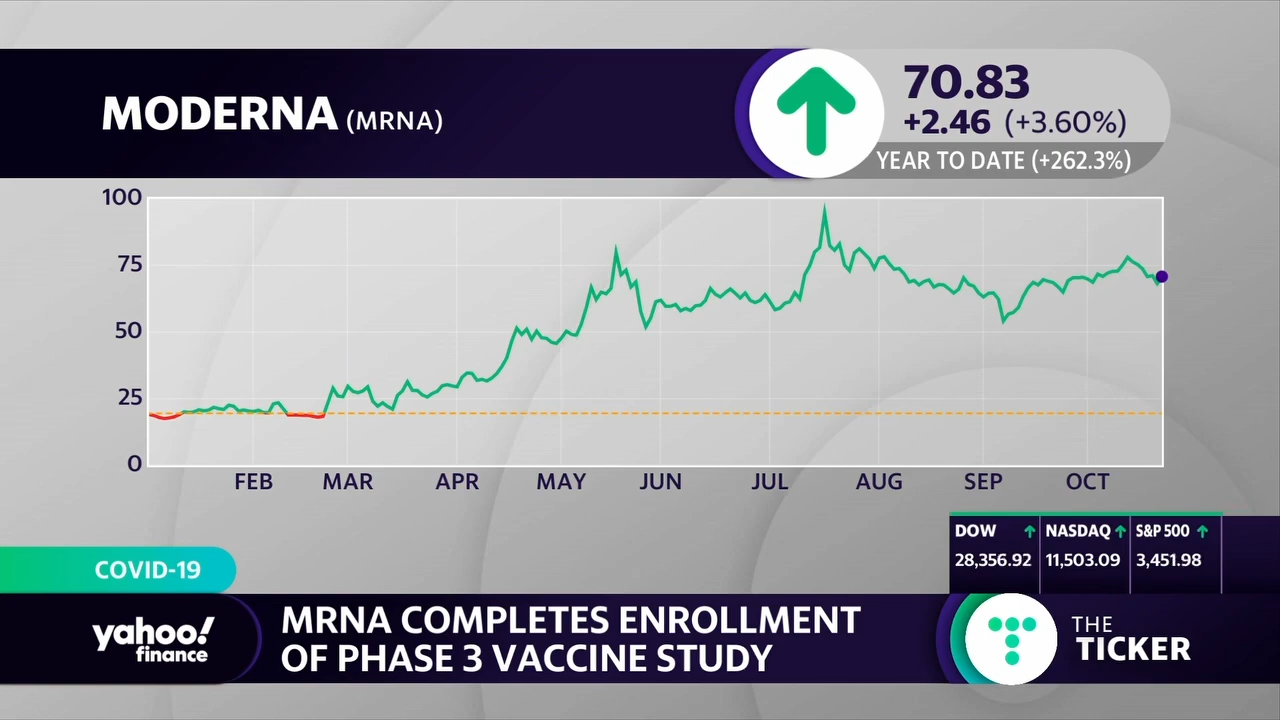 MODERNA (MRNA)
70.83
+2.46 (+3.60%)
YEAR TO DATE (+262.3%)
100
75
50
25
0
FEB MAR APR MAY JUN JUL AUG SEP OCT
DOW NASDAQ S&P 500
28,356.92 11,503.09 3,451.98
COVID-19
yahoo!
finance
MRNA COMPLETES ENROLLMENT
OF PHASE 3 VACCINE STUDY
THE
TICKER